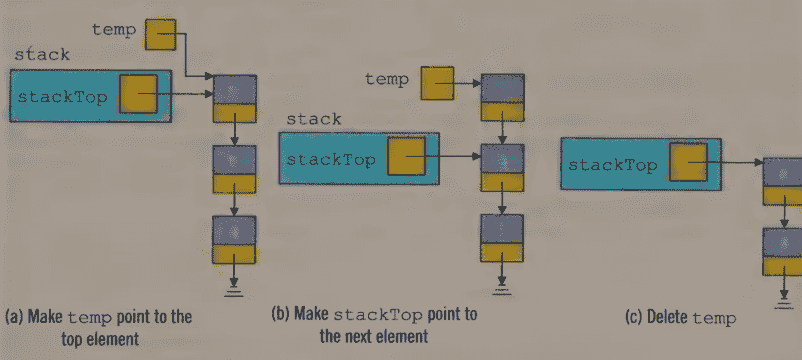 temp
stack
stackTop
(a) Make temp point to the
top element
temp
stack
stackTop
(b) Make stackTop point to
the next element
stackTop
(c) Delete temp